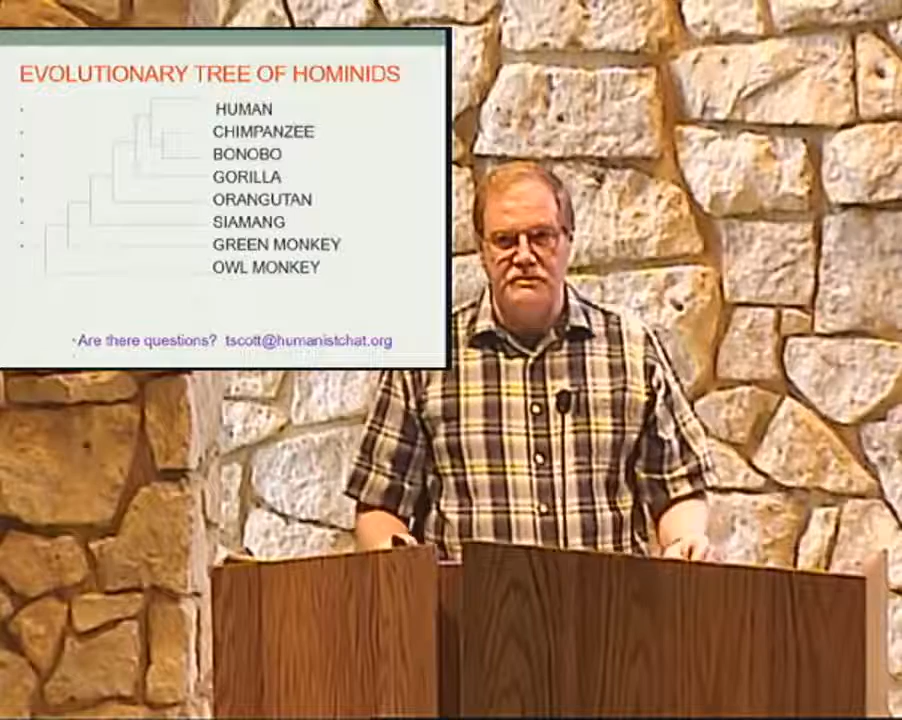 EVOLUTIONARY TREE OF HOMINIDS
HUMAN
CHIMPANZEE
BONOBO
GORILLA
ORANGUTAN
SIAMANG
GREEN MONKEY
OWL MONKEY
Are there questions? tscott@humanistchat.org